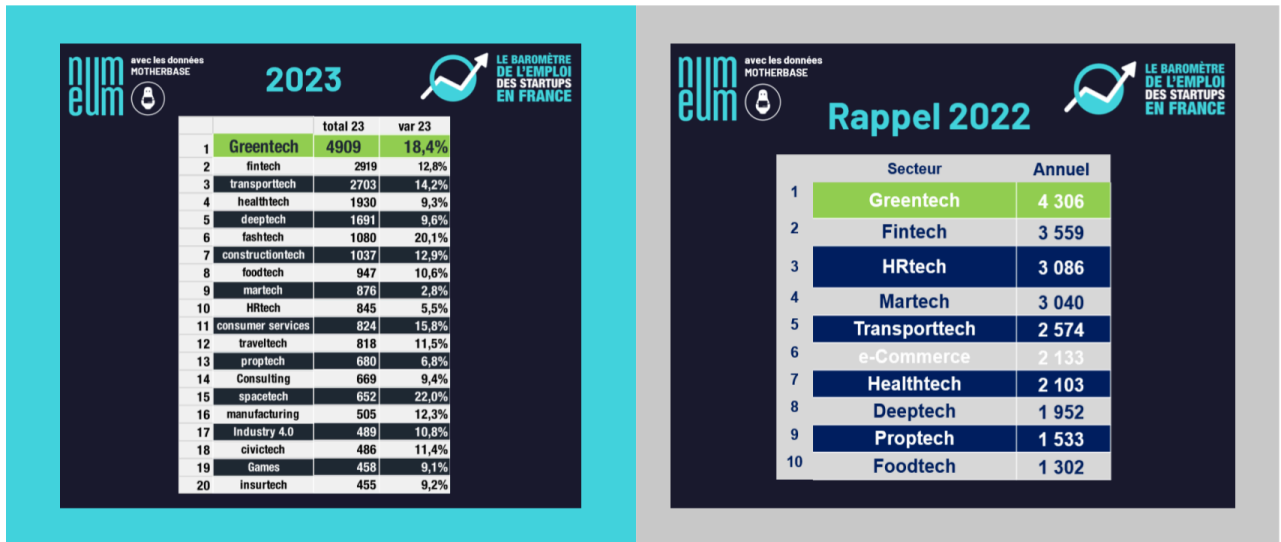 num
eum
avec les données
MOTHERBASE
2023
LE BAROMÈTRE
DE L'EMPLOI
DES STARTUPS
EN FRANCE
total 23 var 23
1 Greentech 4909 18,4%
2 fintech 2919 12,8%
3 transporttech 2703 14,2%
4 healthtech 1930 9,3%
5 deeptech 1691 9,6%
6 fashtech 1080 20,1%
7 constructiontech 1037 12,9%
8 foodtech 947 10,6%
9 martech 876 2,8%
10 HRtech 845 5,5%
11 consumer services 824 15,8%
12 traveltech 818 11,5%
13 proptech 680 6,8%
14 Consulting 669 9,4%
15 spacetech 652 22,0%
16 manufacturing 505 12,3%
17 Industry 4.0 489 10,8%
18 civictech 486 11,4%
19 Games 458 9,1%
20 insurtech 455 9,2%
num
eum
avec les données
MOTHERBASE
Rappel 2022
LE BAROMÈTRE
DE L'EMPLOI
DES STARTUPS
EN FRANCE
Secteur Annuel
1 Greentech 4 306
2 Fintech 3 559
3 HRtech 3 086
4 Martech 3 040
5 Transporttech 2 574
6 e-Commerce 2 133
7 Healthtech 2 103
8 Deeptech 1 952
9 Proptech 1 533
10 Foodtech 1 302